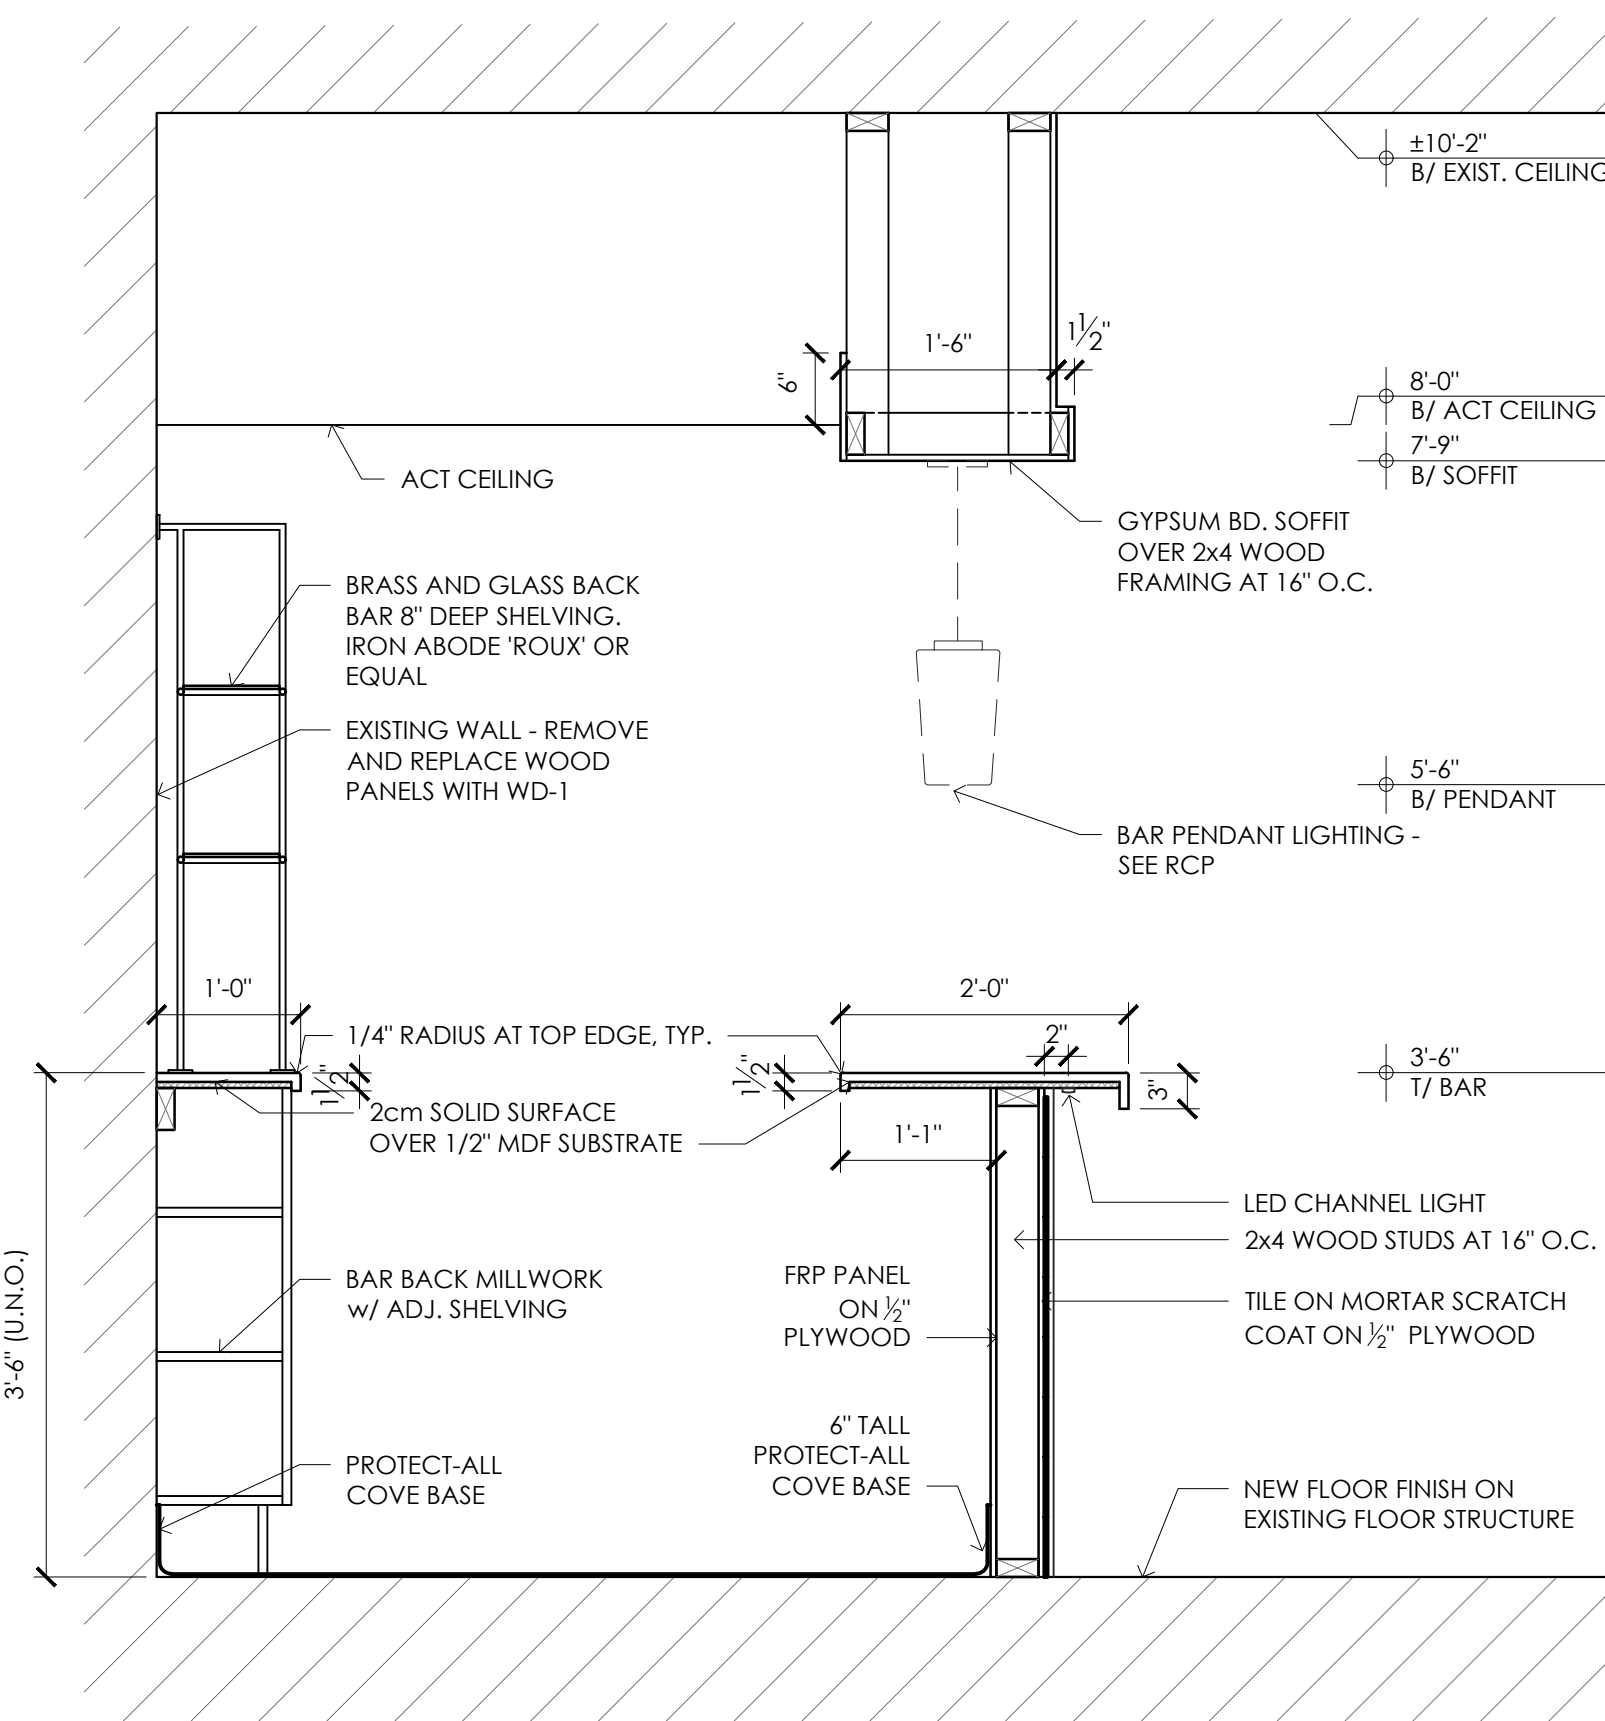 ±10'-2"
B/ EXIST. CEILING
1'-6"
1 1/2"
6"
8'-0"
B/ ACT CEILING
7'-9"
B/ SOFFIT
ACT CEILING
GYPSUM BD. SOFFIT
OVER 2x4 WOOD
FRAMING AT 16" O.C.
BRASS AND GLASS BACK
BAR 8" DEEP SHELVING.
IRON ABODE 'ROUX' OR
EQUAL
EXISTING WALL - REMOVE
AND REPLACE WOOD
PANELS WITH WD-1
5'-6"
B/ PENDANT
BAR PENDANT LIGHTING -
SEE RCP
1'-0"
2'-0"
1/4" RADIUS AT TOP EDGE, TYP.
2"
1 1/2"
1 1/2"
3"
3'-6"
T/ BAR
2cm SOLID SURFACE
OVER 1/2" MDF SUBSTRATE
1'-1"
LED CHANNEL LIGHT
2x4 WOOD STUDS AT 16" O.C.
3'-6" (U.N.O.)
BAR BACK MILLWORK
w/ ADJ. SHELVING
FRP PANEL
ON 1/2"
PLYWOOD
TILE ON MORTAR SCRATCH
COAT ON 1/2" PLYWOOD
6" TALL
PROTECT-ALL
COVE BASE
PROTECT-ALL
COVE BASE
NEW FLOOR FINISH ON
EXISTING FLOOR STRUCTURE